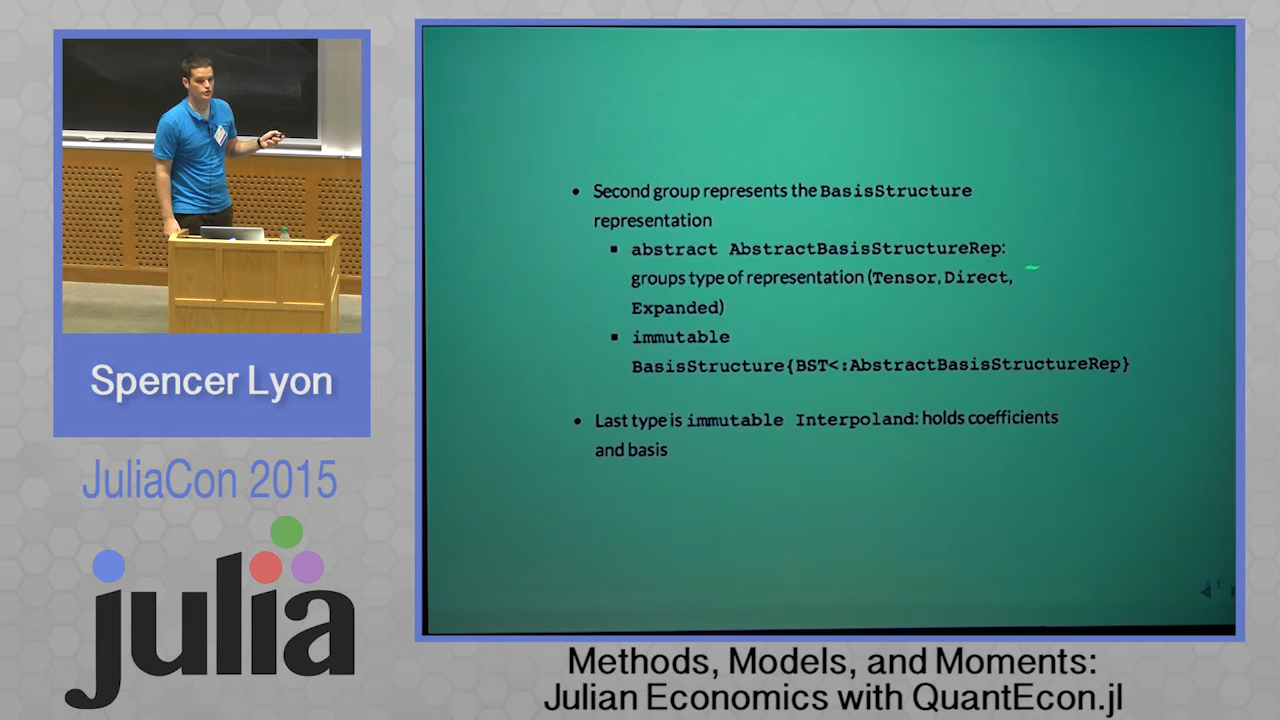 Second group represents the BasisStructure
representation
abstract AbstractBasisStructureRep:
groups type of representation (Tensor, Direct,
Expanded)
immutable
BasisStructure{BST<:AbstractBasisStructureRep}
Last type is immutable Interpoland: holds coefficients
and basis
Spencer Lyon
JuliaCon 2015
julia
Methods, Models, and Moments:
Julian Economics with QuantEcon.jl